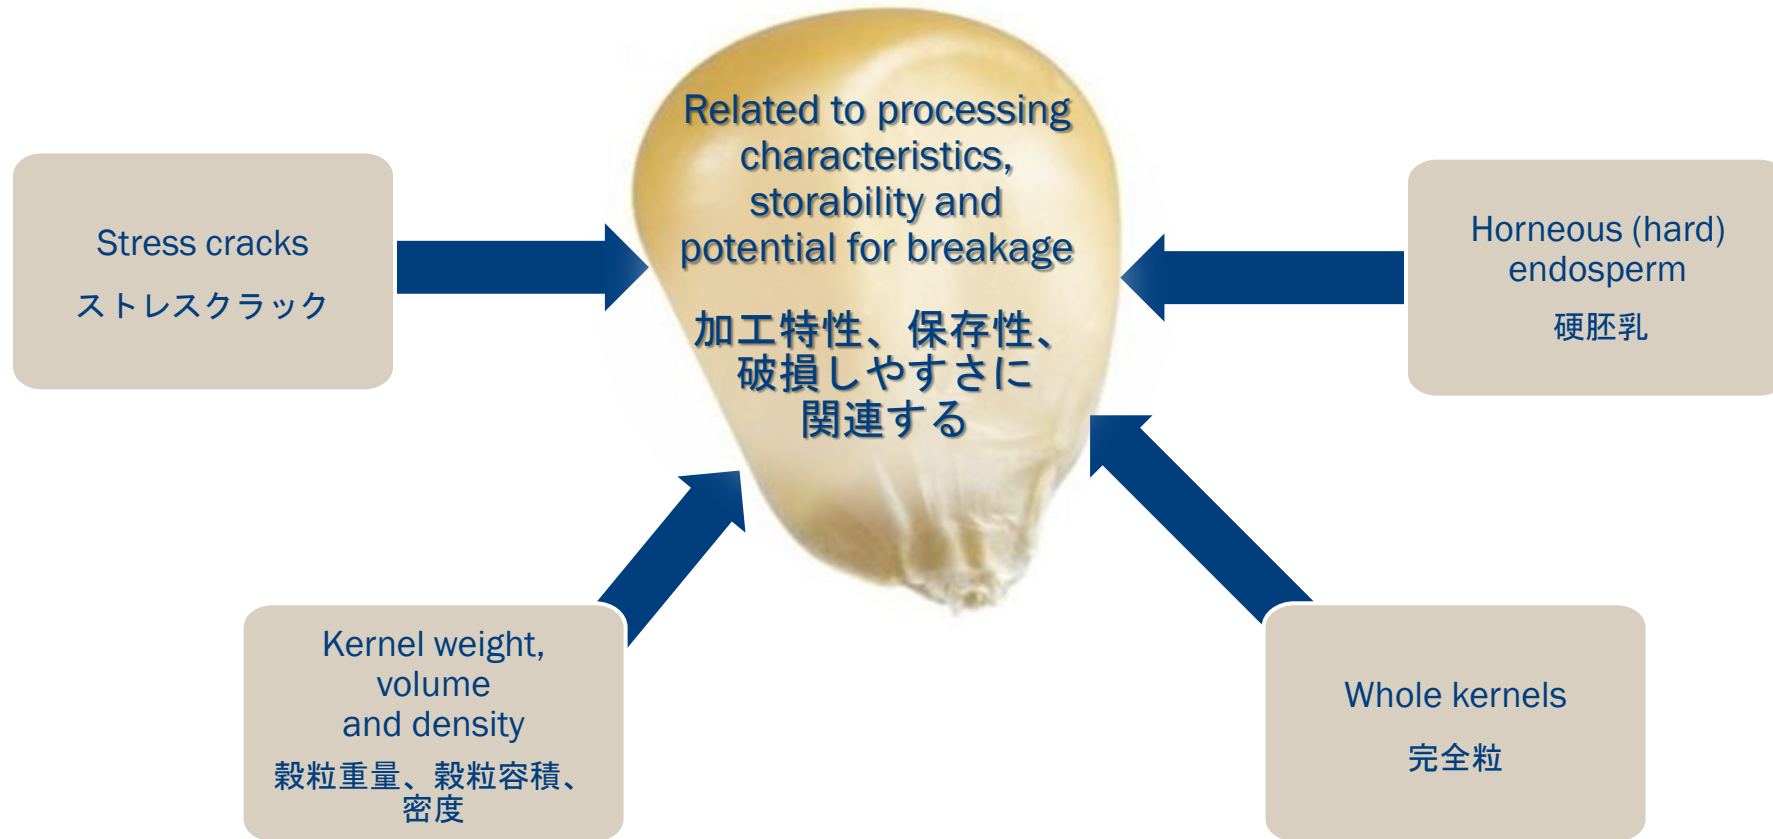 Related to processing
characteristics,
storability and
potential for breakage
加工特性、保存性、
破損しやすさに
関連する
Stress cracks
ストレスクラック
Horneous (hard)
endosperm
硬胚乳
Kernel weight,
volume
and density
穀粒重量、穀粒容積、
密度
Whole kernels
完全粒